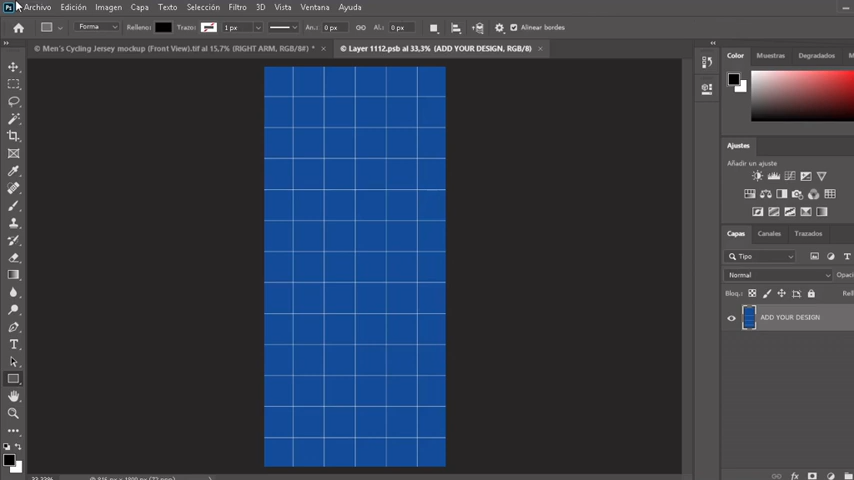 Ps Archivo Edición Imagen Capa Texto Selección Filtro 3D Vista Ventana Ayuda
Forma Relleno: Trazo: 1 px An.: 0 px Al.: 0 px Alinear bordes
© Men's Cycling Jersey mockup (Front View).tif al 15,7% (RIGHT ARM, RGB/8#) * × © Layer 1112.psb al 33,3% (ADD YOUR DESIGN, RGB/8) ×
Color Muestras Degradados M
Ajustes
Añadir un ajuste
Capas Canales Trazados
Tipo
Normal Opaci
Bloq.: Rell
ADD YOUR DESIGN
fx